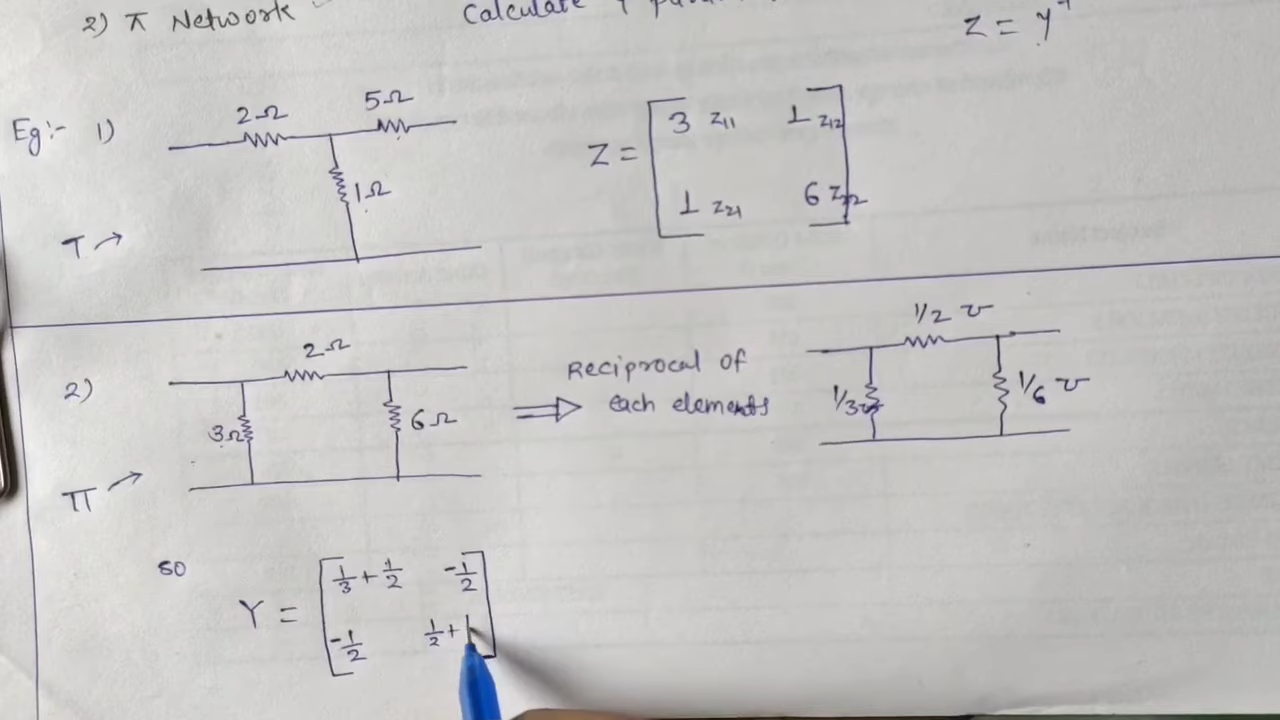 2) π Network
Calculate Y
Z = Y⁻¹
Eg:- 1)
2Ω
5Ω
1Ω
T →
Z = [ 3 Z11 1 Z12
1 Z21 6 Z22 ]
2)
2Ω
3Ω
6Ω
π →
⇒
Reciprocal of
each elements
1/2 ℧
1/3℧
1/6 ℧
so
Y = [ 1/3 + 1/2 -1/2
-1/2 1/2 + 1 ]